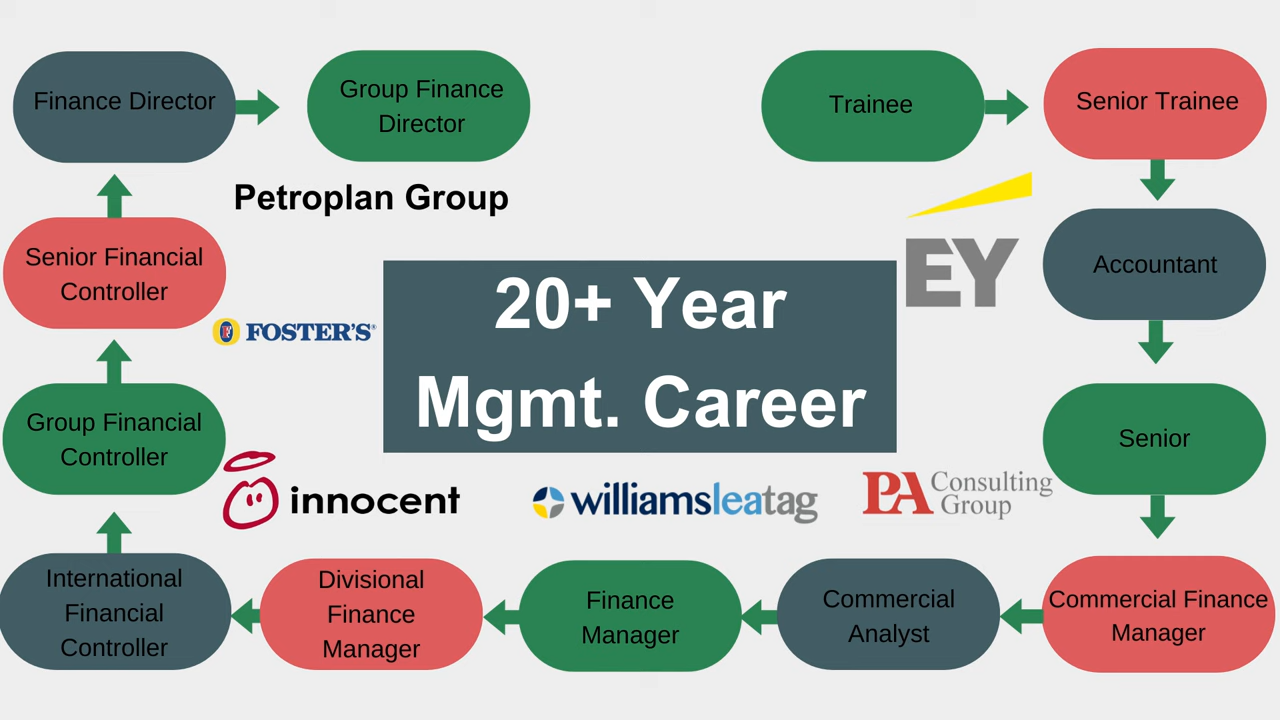 Finance Director
Group Finance
Director
Trainee
Senior Trainee
Petroplan Group
EY
Accountant
Senior Financial
Controller
FOSTER'S®
20+ Year
Mgmt. Career
Group Financial
Controller
Senior
innocent
williamsleatag
PA Consulting
Group
International
Financial
Controller
Divisional
Finance
Manager
Finance
Manager
Commercial
Analyst
Commercial Finance
Manager